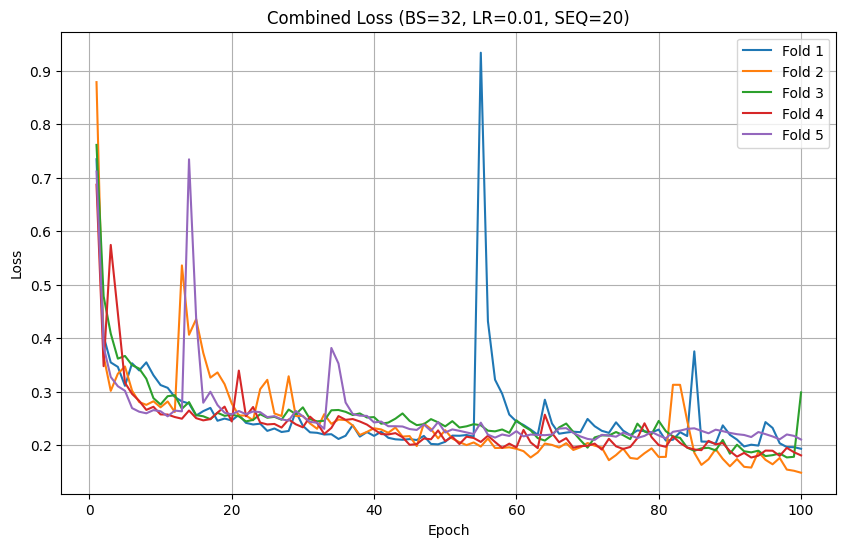 Combined Loss (BS=32, LR=0.01, SEQ=20)
Loss
0.9
0.8
0.7
0.6
0.5
0.4
0.3
0.2
Fold 1
Fold 2
Fold 3
Fold 4
Fold 5
0 20 40 60 80 100
Epoch